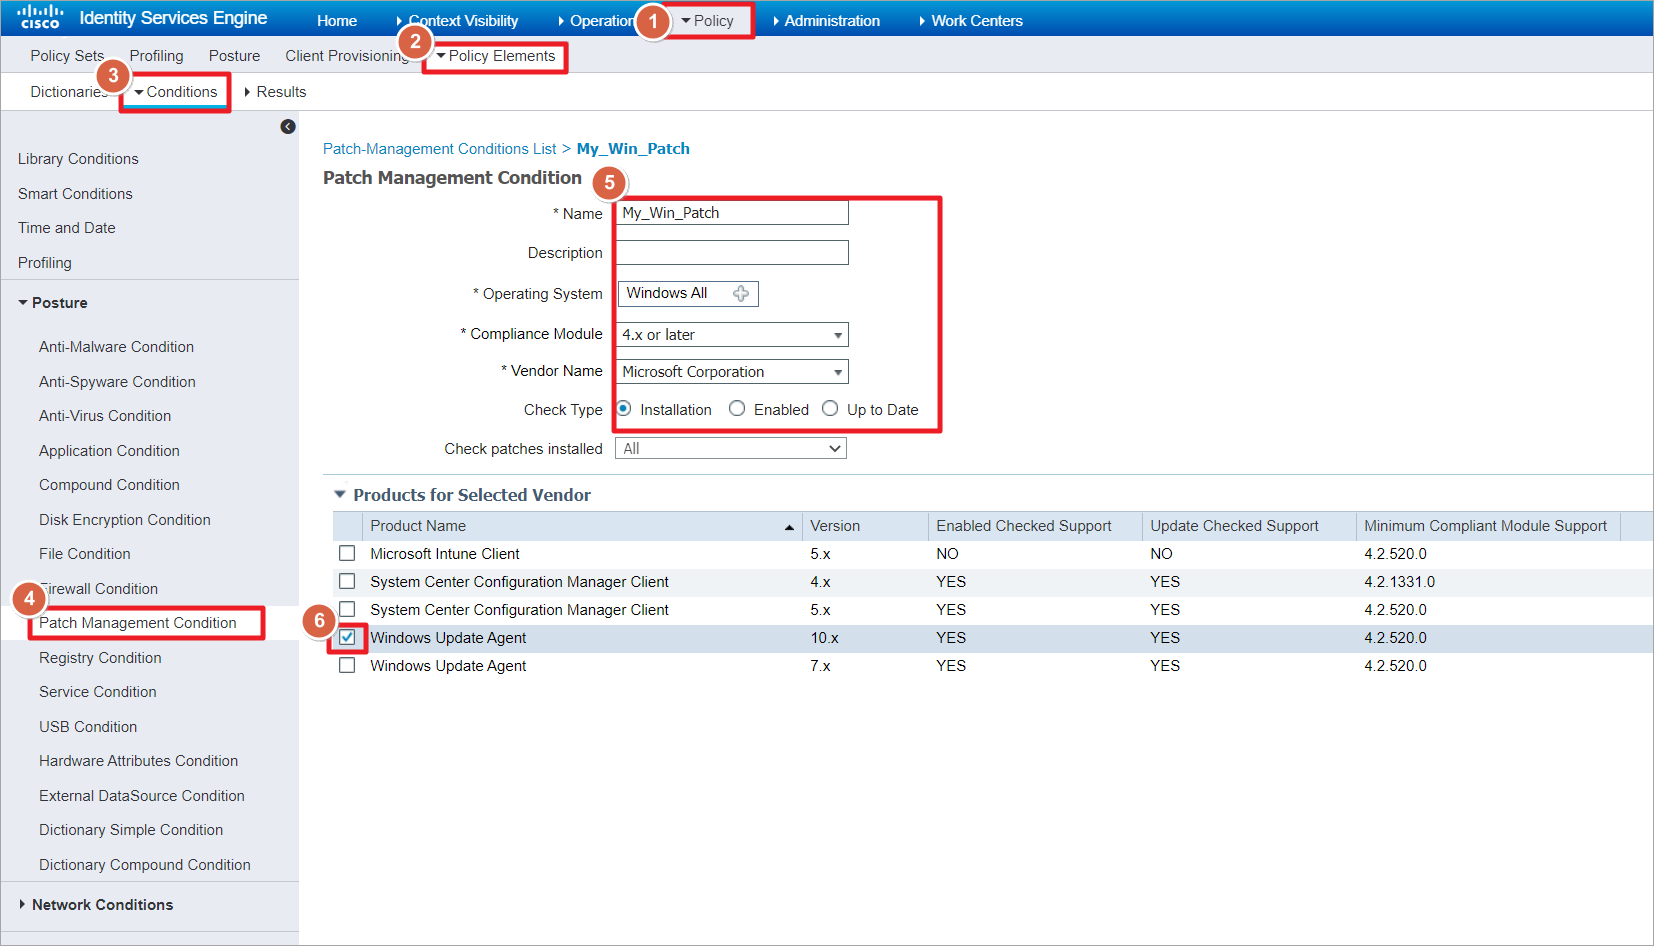 cisco Identity Services Engine Home Context Visibility Operation 1 Policy Administration Work Centers
2
Policy Sets Profiling Posture Client Provisioning Policy Elements
3
Dictionaries Conditions Results
Library Conditions
Smart Conditions
Time and Date
Profiling
Posture
Anti-Malware Condition
Anti-Spyware Condition
Anti-Virus Condition
Application Condition
Compound Condition
Disk Encryption Condition
File Condition
Firewall Condition
4
Patch Management Condition
Registry Condition
Service Condition
USB Condition
Hardware Attributes Condition
External DataSource Condition
Dictionary Simple Condition
Dictionary Compound Condition
Network Conditions
Patch-Management Conditions List > My_Win_Patch
Patch Management Condition 5
* Name My_Win_Patch
Description
* Operating System Windows All
* Compliance Module 4.x or later
* Vendor Name Microsoft Corporation
Check Type Installation Enabled Up to Date
Check patches installed All
Products for Selected Vendor
Product Name Version Enabled Checked Support Update Checked Support Minimum Compliant Module Support
Microsoft Intune Client 5.x NO NO 4.2.520.0
System Center Configuration Manager Client 4.x YES YES 4.2.1331.0
System Center Configuration Manager Client 5.x YES YES 4.2.520.0
6
Windows Update Agent 10.x YES YES 4.2.520.0
Windows Update Agent 7.x YES YES 4.2.520.0